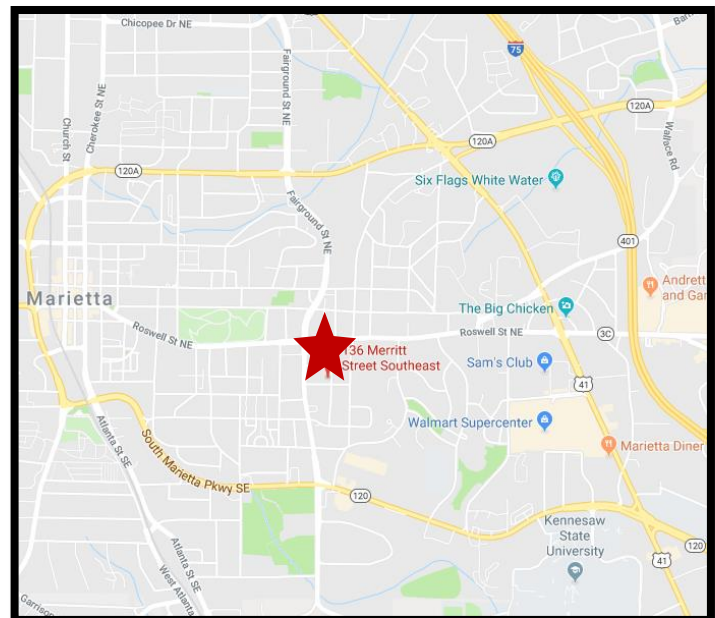 Chicopee Dr NE
Fairground St NE
75
Church St
Cherokee St NE
120A
120A
120A
Wallace Rd
Six Flags White Water
Fairground St NE
401
Marietta
The Big Chicken
Roswell St NE
Roswell St NE
3C
136 Merritt
Street Southeast
Sam's Club
41
Walmart Supercenter
Marietta Diner
Atlanta St SE
South Marietta Pkwy SE
120
Kennesaw
State
University
120
41
Atlanta St SE
West Atlanta